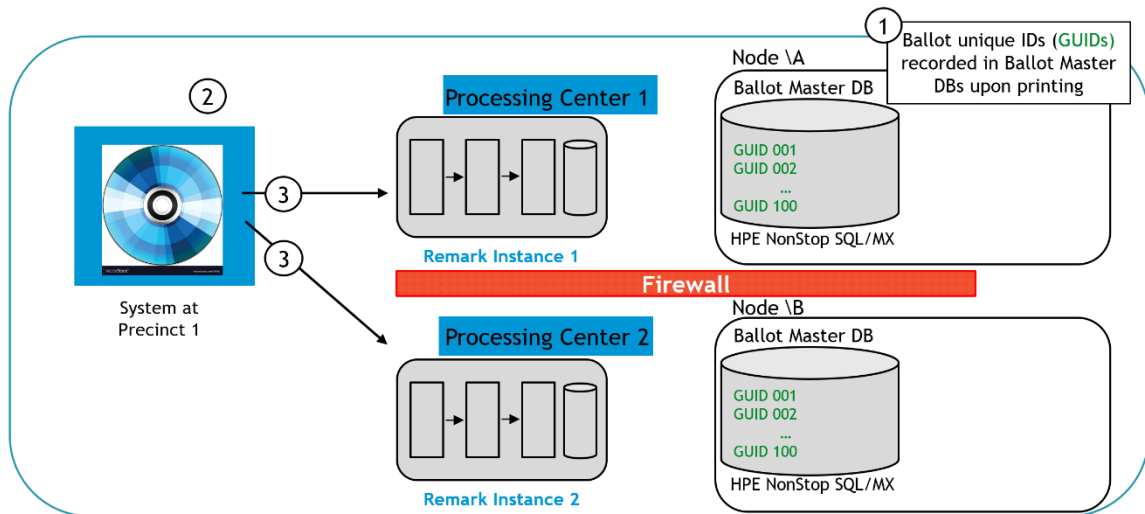 1
Ballot unique IDs (GUIDs)
recorded in Ballot Master
DBs upon printing
Node \A
Ballot Master DB
GUID 001
GUID 002
...
GUID 100
HPE NonStop SQL/MX
2
Processing Center 1
3
3
Remark Instance 1
System at
Precinct 1
Firewall
Node \B
Processing Center 2
Ballot Master DB
GUID 001
GUID 002
...
GUID 100
HPE NonStop SQL/MX
Remark Instance 2